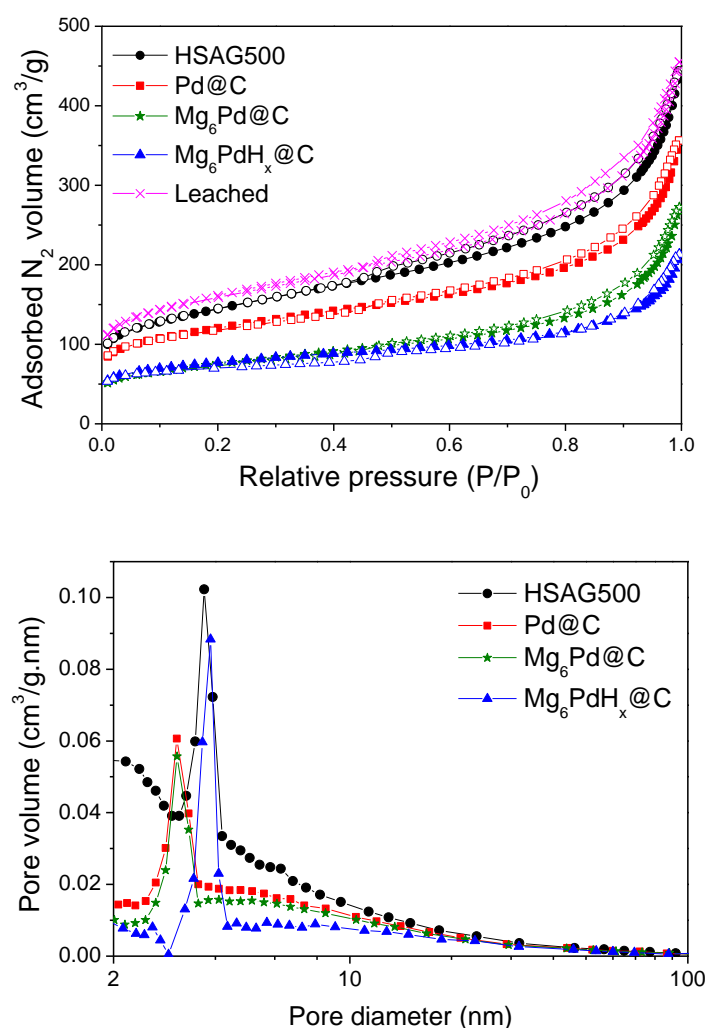 500
400
300
200
100
0
Adsorbed N₂ volume (cm³/g)
HSAG500
Pd@C
Mg₆Pd@C
Mg₆PdHₓ@C
Leached
0.0 0.2 0.4 0.6 0.8 1.0
Relative pressure (P/P₀)
0.10
0.08
0.06
0.04
0.02
0.00
Pore volume (cm³/g.nm)
HSAG500
Pd@C
Mg₆Pd@C
Mg₆PdHₓ@C
2 10 100
Pore diameter (nm)